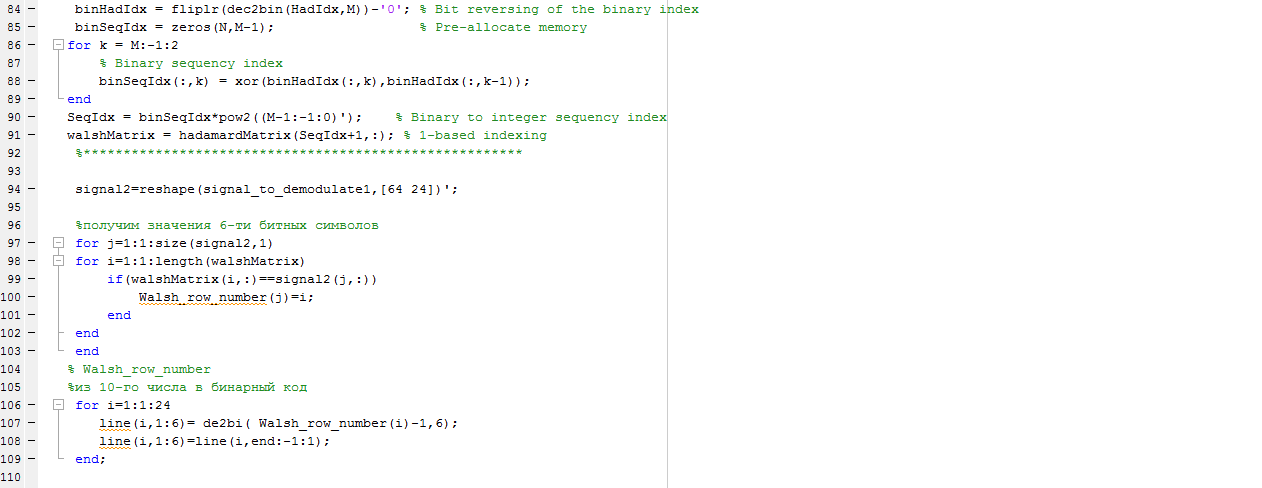 84 − binHadIdx = fliplr(dec2bin(HadIdx,M))-'0'; % Bit reversing of the binary index
85 − binSeqIdx = zeros(N,M-1); % Pre-allocate memory
86 − for k = M:-1:2
87 % Binary sequency index
88 − binSeqIdx(:,k) = xor(binHadIdx(:,k),binHadIdx(:,k-1));
89 − end
90 − SeqIdx = binSeqIdx*pow2((M-1:-1:0)'); % Binary to integer sequency index
91 − walshMatrix = hadamardMatrix(SeqIdx+1,:); % 1-based indexing
92 %*******************************************************
93
94 − signal2=reshape(signal_to_demodulate1,[64 24])';
95
96 %получим значения 6-ти битных символов
97 − for j=1:1:size(signal2,1)
98 − for i=1:1:length(walshMatrix)
99 − if(walshMatrix(i,:)==signal2(j,:))
100 − Walsh_row_number(j)=i;
101 − end
102 − end
103 − end
104 % Walsh_row_number
105 %из 10-го числа в бинарный код
106 − for i=1:1:24
107 − line(i,1:6)= de2bi( Walsh_row_number(i)-1,6);
108 − line(i,1:6)=line(i,end:-1:1);
109 − end;
110